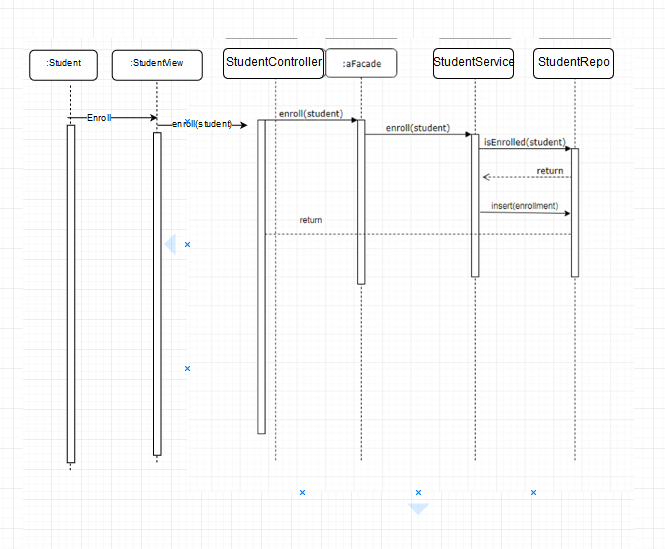 :Student
:StudentView
StudentController
:aFacade
StudentService
StudentRepo
Enroll
enroll(student)
enroll(student)
enroll(student)
isEnrolled(student)
return
insert(enrollment)
return